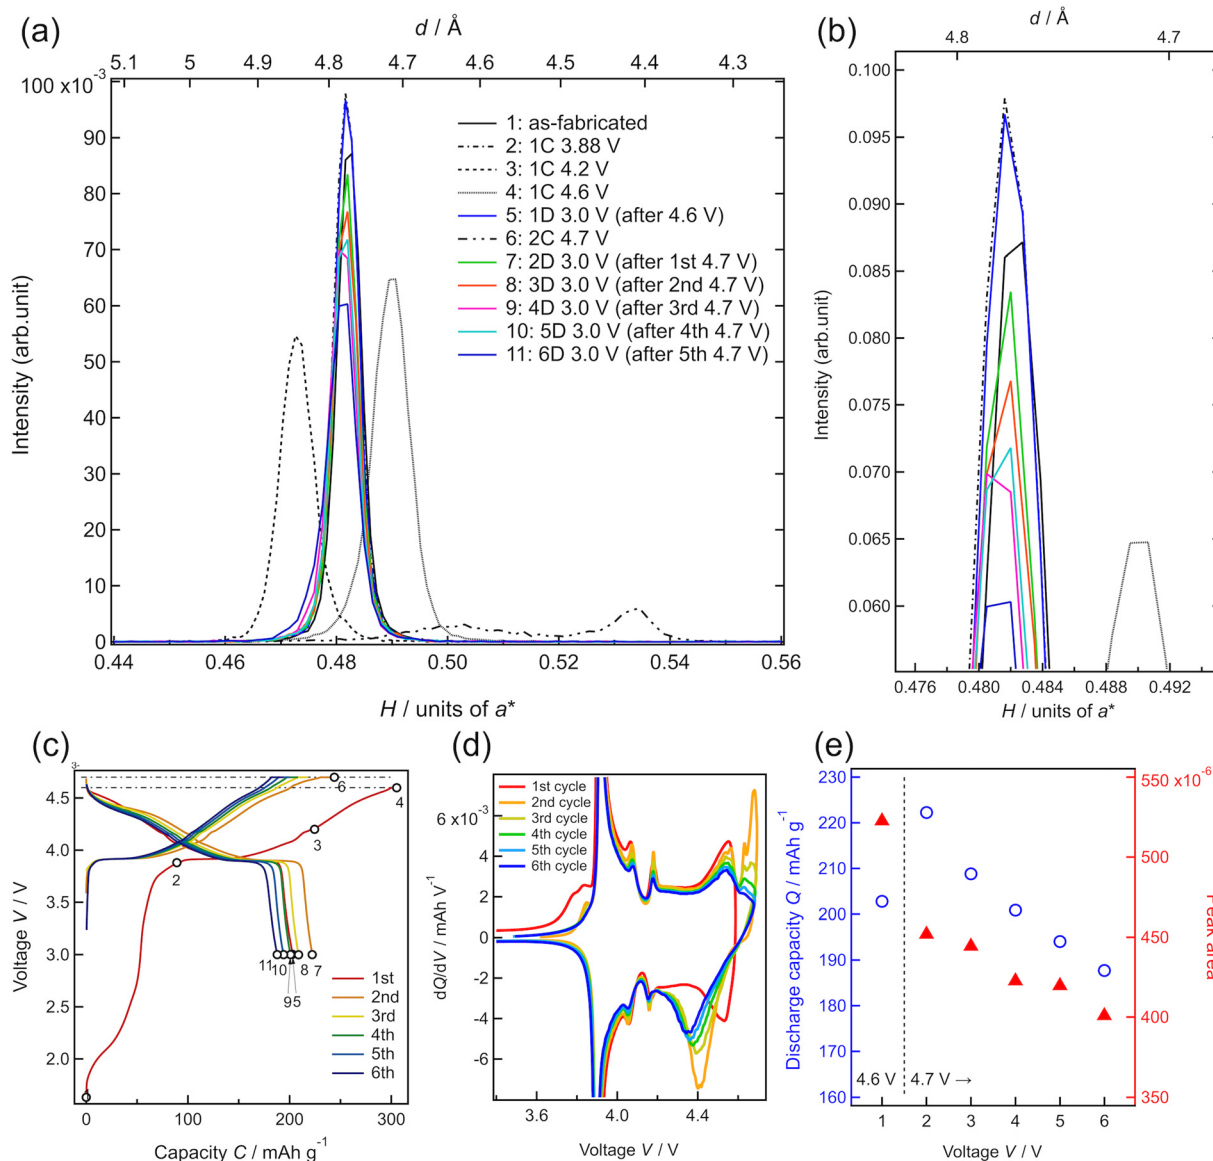 (a)
d / Å
5.1 5 4.9 4.8 4.7 4.6 4.5 4.4 4.3
100 x10⁻³
90
80
70
60
50
40
30
20
10
0
Intensity (arb.unit)
1: as-fabricated
2: 1C 3.88 V
3: 1C 4.2 V
4: 1C 4.6 V
5: 1D 3.0 V (after 4.6 V)
6: 2C 4.7 V
7: 2D 3.0 V (after 1st 4.7 V)
8: 3D 3.0 V (after 2nd 4.7 V)
9: 4D 3.0 V (after 3rd 4.7 V)
10: 5D 3.0 V (after 4th 4.7 V)
11: 6D 3.0 V (after 5th 4.7 V)
0.44 0.46 0.48 0.50 0.52 0.54 0.56
H / units of a*
(b)
d / Å
4.8 4.7
0.100
0.095
0.090
0.085
0.080
0.075
0.070
0.065
0.060
Intensity (arb.unit)
0.476 0.480 0.484 0.488 0.492
H / units of a*
(c)
3-
4.5
4.0
3.5
3.0
2.5
2.0
Voltage V / V
6
4
3
2
11 10 8 7
9 5
1st
2nd
3rd
4th
5th
6th
0 100 200 300
Capacity C / mAh g⁻¹
(d)
6 x10⁻³
4
2
0
-2
-4
-6
dQ/dV / mAh V⁻¹
1st cycle
2nd cycle
3rd cycle
4th cycle
5th cycle
6th cycle
3.6 4.0 4.4
Voltage V / V
(e)
230
220
210
200
190
180
170
160
Discharge capacity Q / mAh g⁻¹
550 x10⁻⁶
500
450
400
350
Peak area
4.6 V 4.7 V →
1 2 3 4 5 6
Voltage V / V